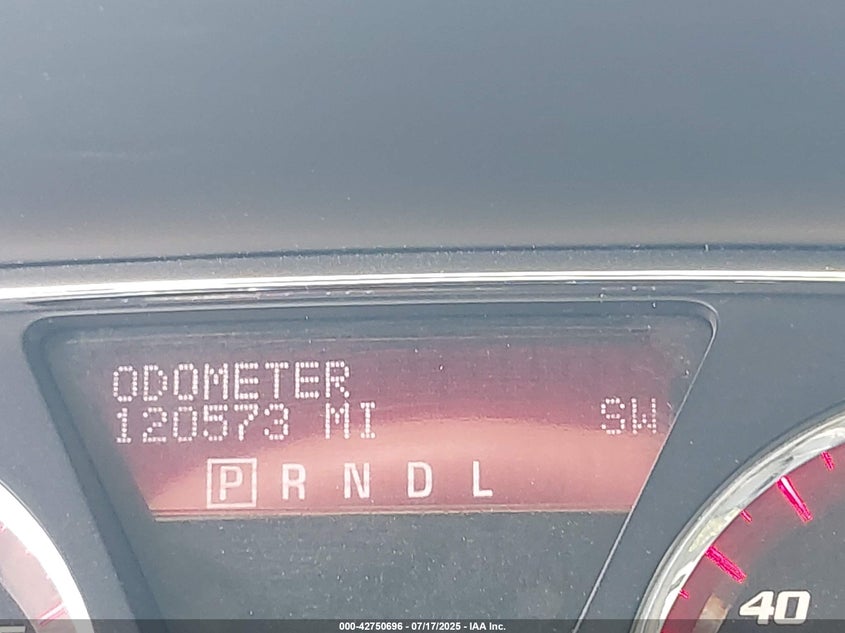 ODOMETER
120573 MI SW
P R N D L
40
000-42750696 - 07/17/2025 - IAA Inc.